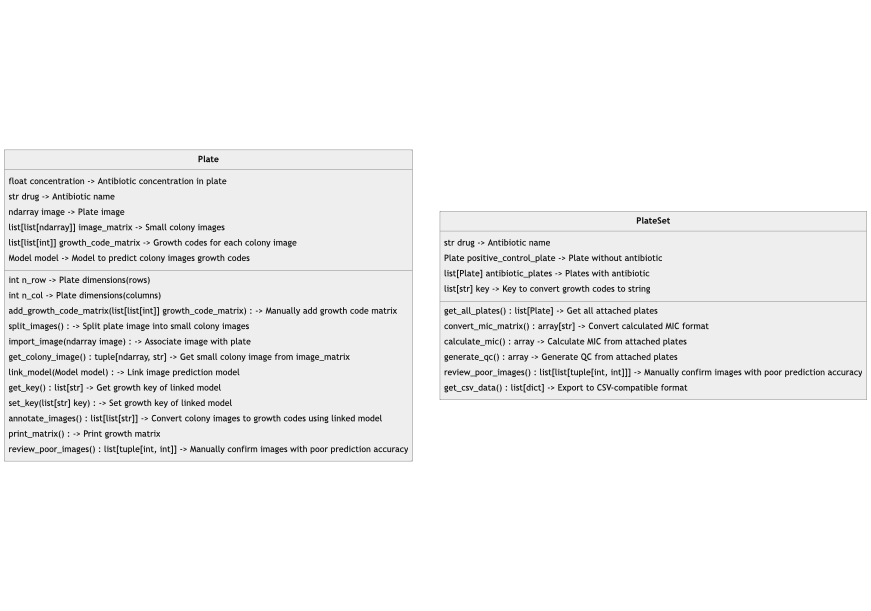 Plate
float concentration -> Antibiotic concentration in plate
str drug -> Antibiotic name
ndarray image -> Plate image
list[list[ndarray]] image_matrix -> Small colony images
list[list[int]] growth_code_matrix -> Growth codes for each colony image
Model model -> Model to predict colony images growth codes
int n_row -> Plate dimensions(rows)
int n_col -> Plate dimensions(columns)
add_growth_code_matrix(list[list[int]] growth_code_matrix) : -> Manually add growth code matrix
split_images() : -> Split plate image into small colony images
import_image(ndarray image) : -> Associate image with plate
get_colony_image() : tuple[ndarray, str] -> Get small colony image from image_matrix
link_model(Model model) : -> Link image prediction model
get_key() : list[str] -> Get growth key of linked model
set_key(list[str] key) : -> Set growth key of linked model
annotate_images() : list[list[str]] -> Convert colony images to growth codes using linked model
print_matrix() : -> Print growth matrix
review_poor_images() : list[tuple[int, int]] -> Manually confirm images with poor prediction accuracy
PlateSet
str drug -> Antibiotic name
Plate positive_control_plate -> Plate without antibiotic
list[Plate] antibiotic_plates -> Plates with antibiotic
list[str] key -> Key to convert growth codes to string
get_all_plates() : list[Plate] -> Get all attached plates
convert_mic_matrix() : array[str] -> Convert calculated MIC format
calculate_mic() : array -> Calculate MIC from attached plates
generate_qc() : array -> Generate QC from attached plates
review_poor_images() : list[list[tuple[int, int]]] -> Manually confirm images with poor prediction accuracy
get_csv_data() : list[dict] -> Export to CSV-compatible format